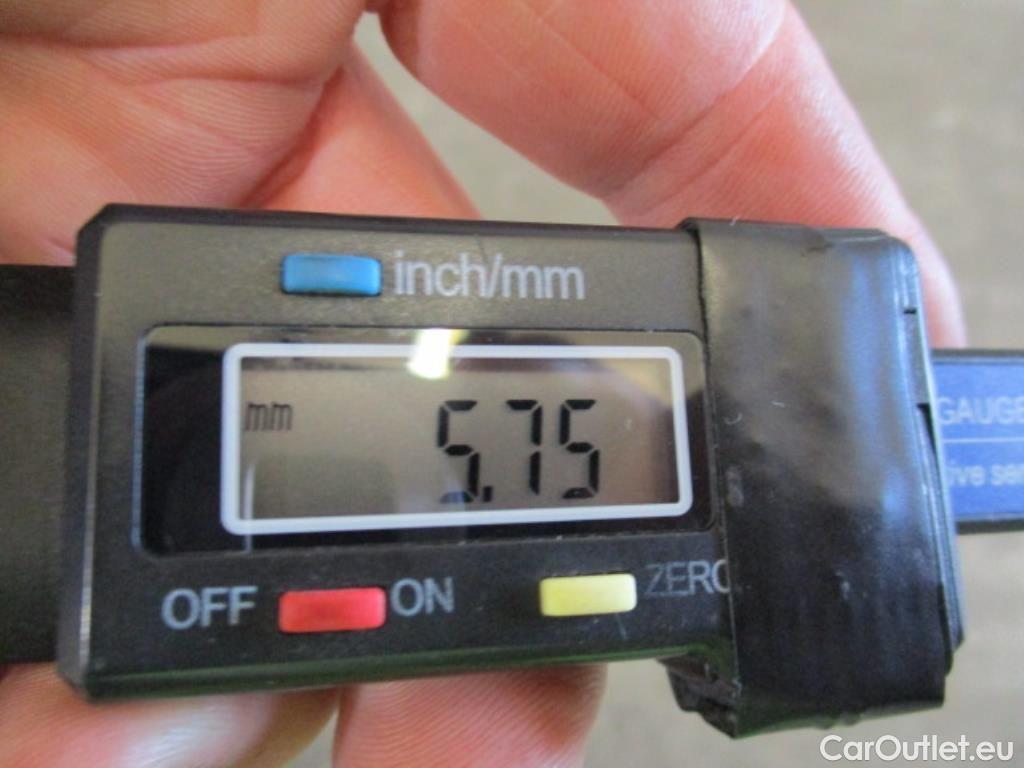 inch/mm
mm 5.75
OFF ON ZERO
GAUGE
CarOutlet.eu